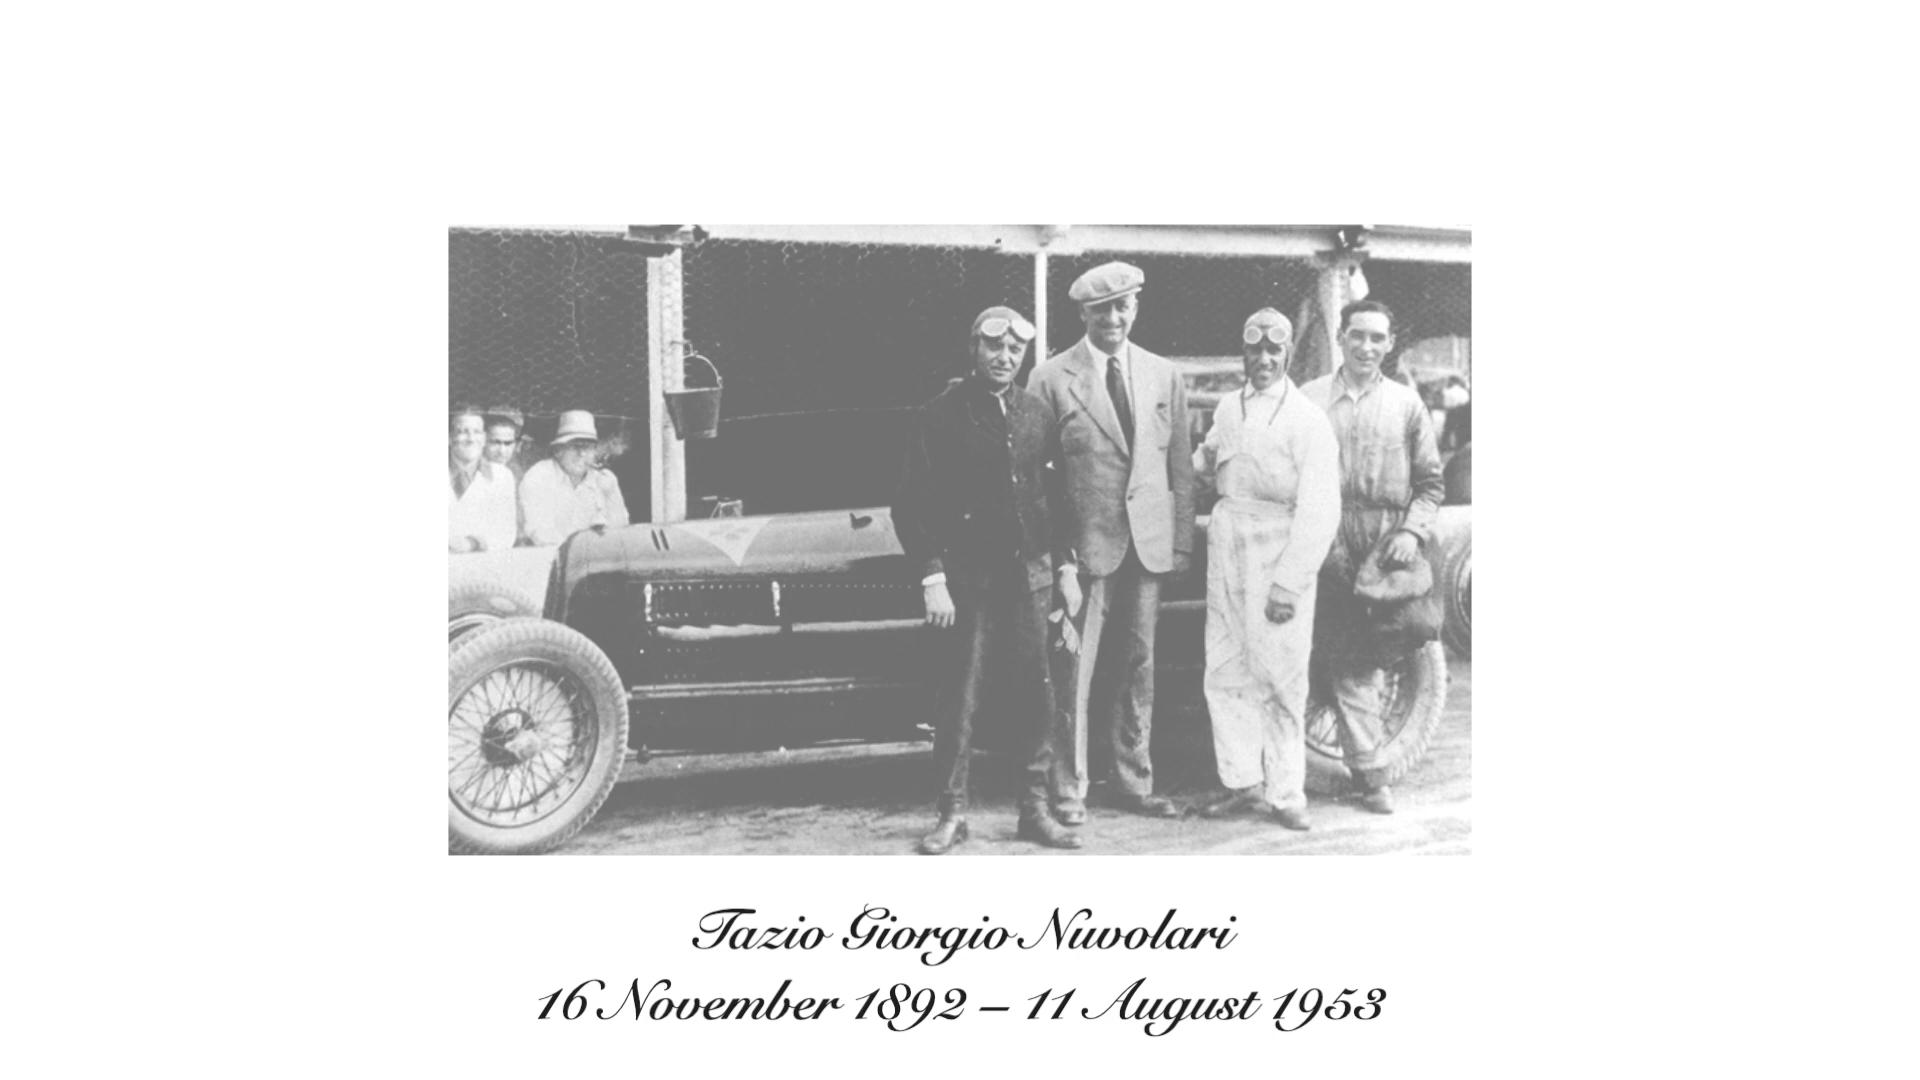 Tazio Giorgio Nuvolari
16 November 1892 – 11 August 1953